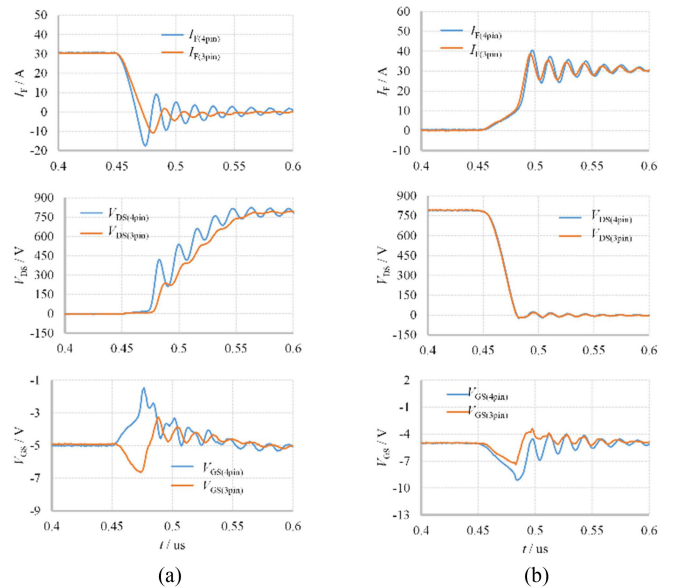 I_F(4pin)
I_F(3pin)
I_F / A
40
30
20
10
0
-10
-20
0.4 0.45 0.5 0.55 0.6
V_DS(4pin)
V_DS(3pin)
V_DS / V
900
750
600
450
300
150
0
-150
0.4 0.45 0.5 0.55 0.6
V_GS / V
-1
-3
-5
-7
-9
V_GS(4pin)
V_GS(3pin)
0.4 0.45 0.5 0.55 0.6
t / us
(a)
I_F(4pin)
I_F(3pin)
I_F / A
60
50
40
30
20
10
0
-10
0.4 0.45 0.5 0.55 0.6
V_DS(4pin)
V_DS(3pin)
V_DS / V
900
750
600
450
300
150
0
-150
0.4 0.45 0.5 0.55 0.6
V_GS(4pin)
V_GS(3pin)
V_GS / V
2
-1
-4
-7
-10
-13
0.4 0.45 0.5 0.55 0.6
t / us
(b)